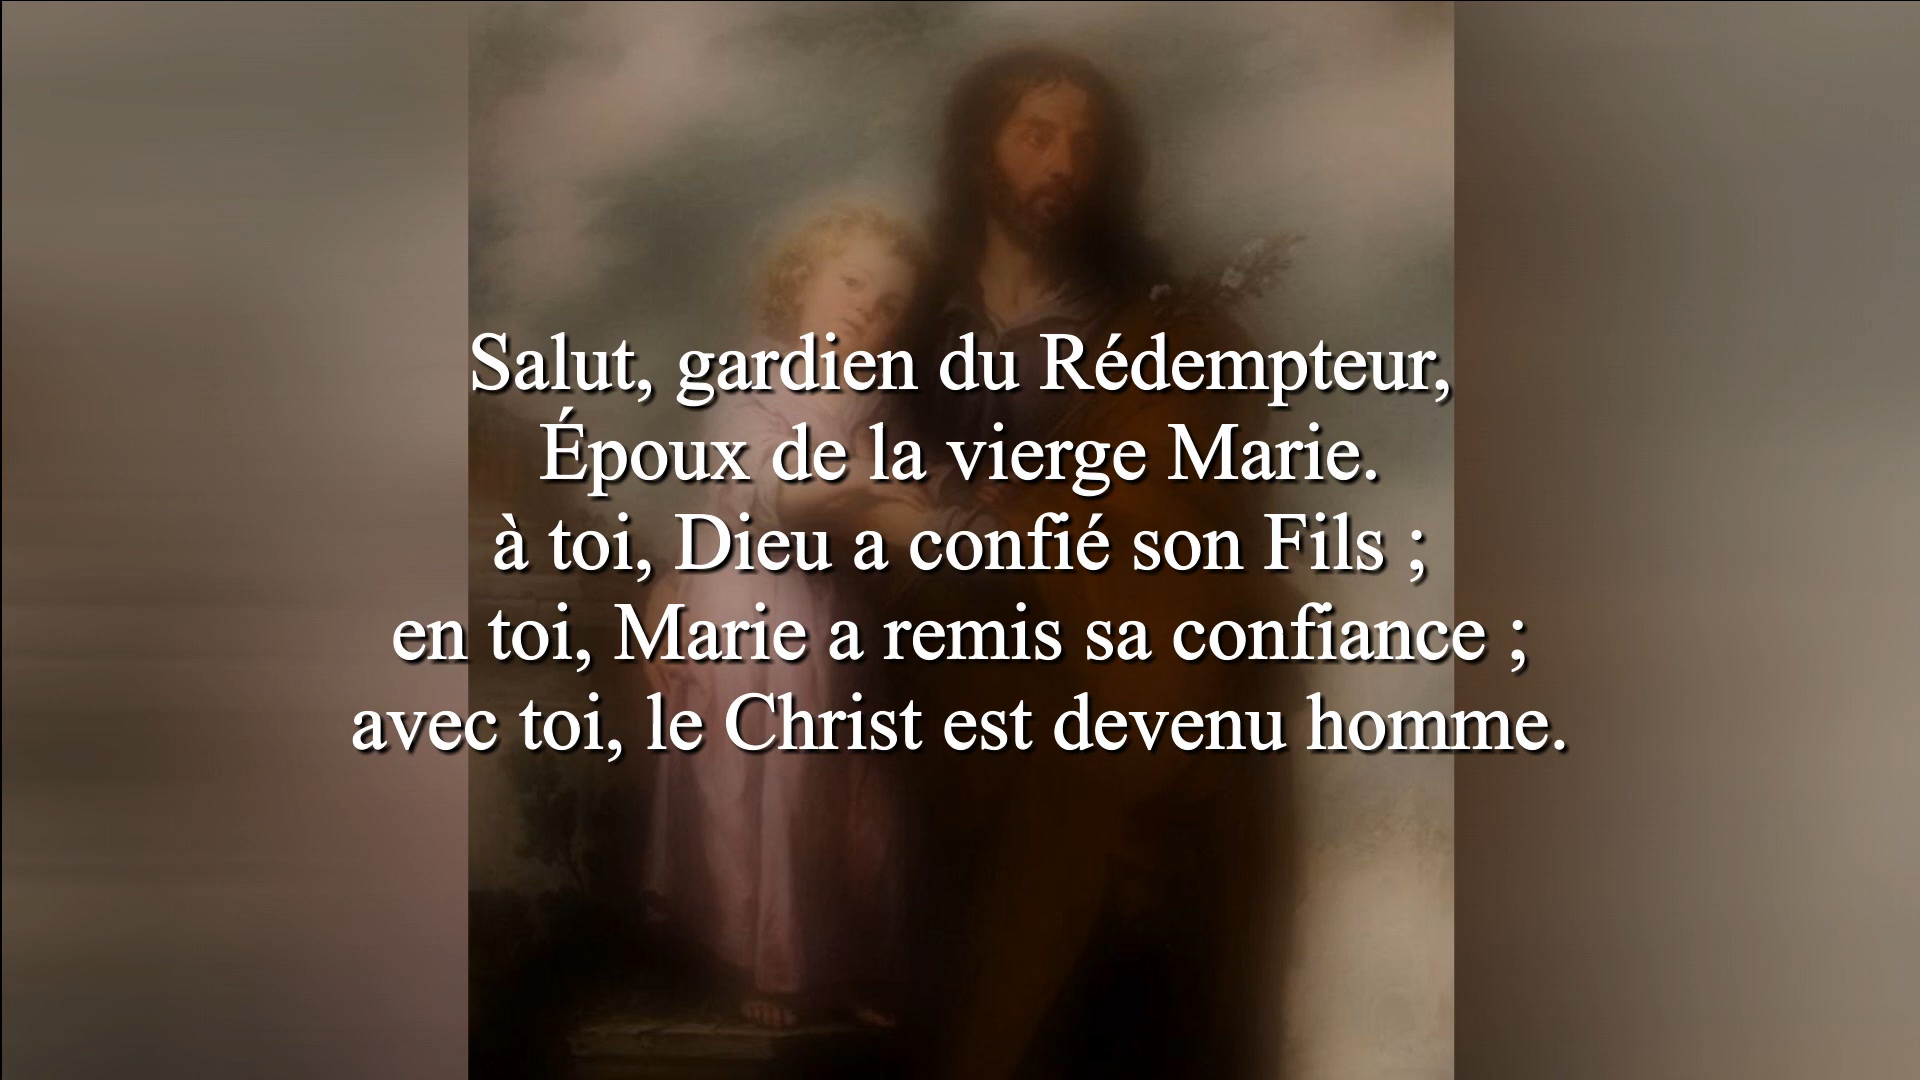 Salut, gardien du Rédempteur,
Époux de la vierge Marie.
à toi, Dieu a confié son Fils ;
en toi, Marie a remis sa confiance ;
avec toi, le Christ est devenu homme.